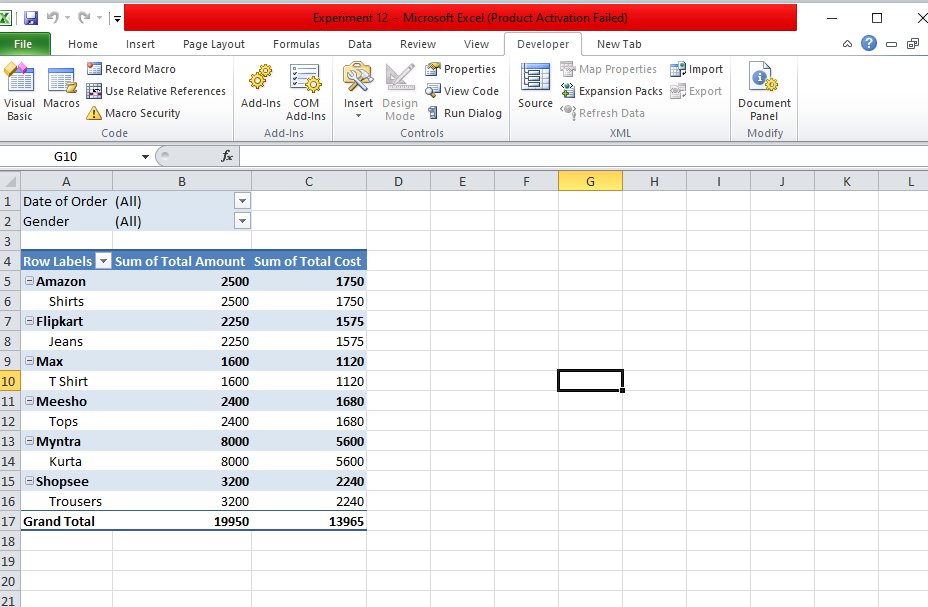 Experiment 12 - Microsoft Excel (Product Activation Failed)
File Home Insert Page Layout Formulas Data Review View Developer New Tab
Visual Basic
Macros
Record Macro
Use Relative References
Macro Security
Code
Add-Ins
COM Add-Ins
Add-Ins
Insert
Design Mode
Properties
View Code
Run Dialog
Controls
Source
Map Properties
Expansion Packs
Refresh Data
Import
Export
XML
Document Panel
Modify
G10 fx
A B C D E F G H I J K L
1 Date of Order (All)
2 Gender (All)
3
4 Row Labels Sum of Total Amount Sum of Total Cost
5 Amazon 2500 1750
6 Shirts 2500 1750
7 Flipkart 2250 1575
8 Jeans 2250 1575
9 Max 1600 1120
10 T Shirt 1600 1120
11 Meesho 2400 1680
12 Tops 2400 1680
13 Myntra 8000 5600
14 Kurta 8000 5600
15 Shopsee 3200 2240
16 Trousers 3200 2240
17 Grand Total 19950 13965
18
19
20
21